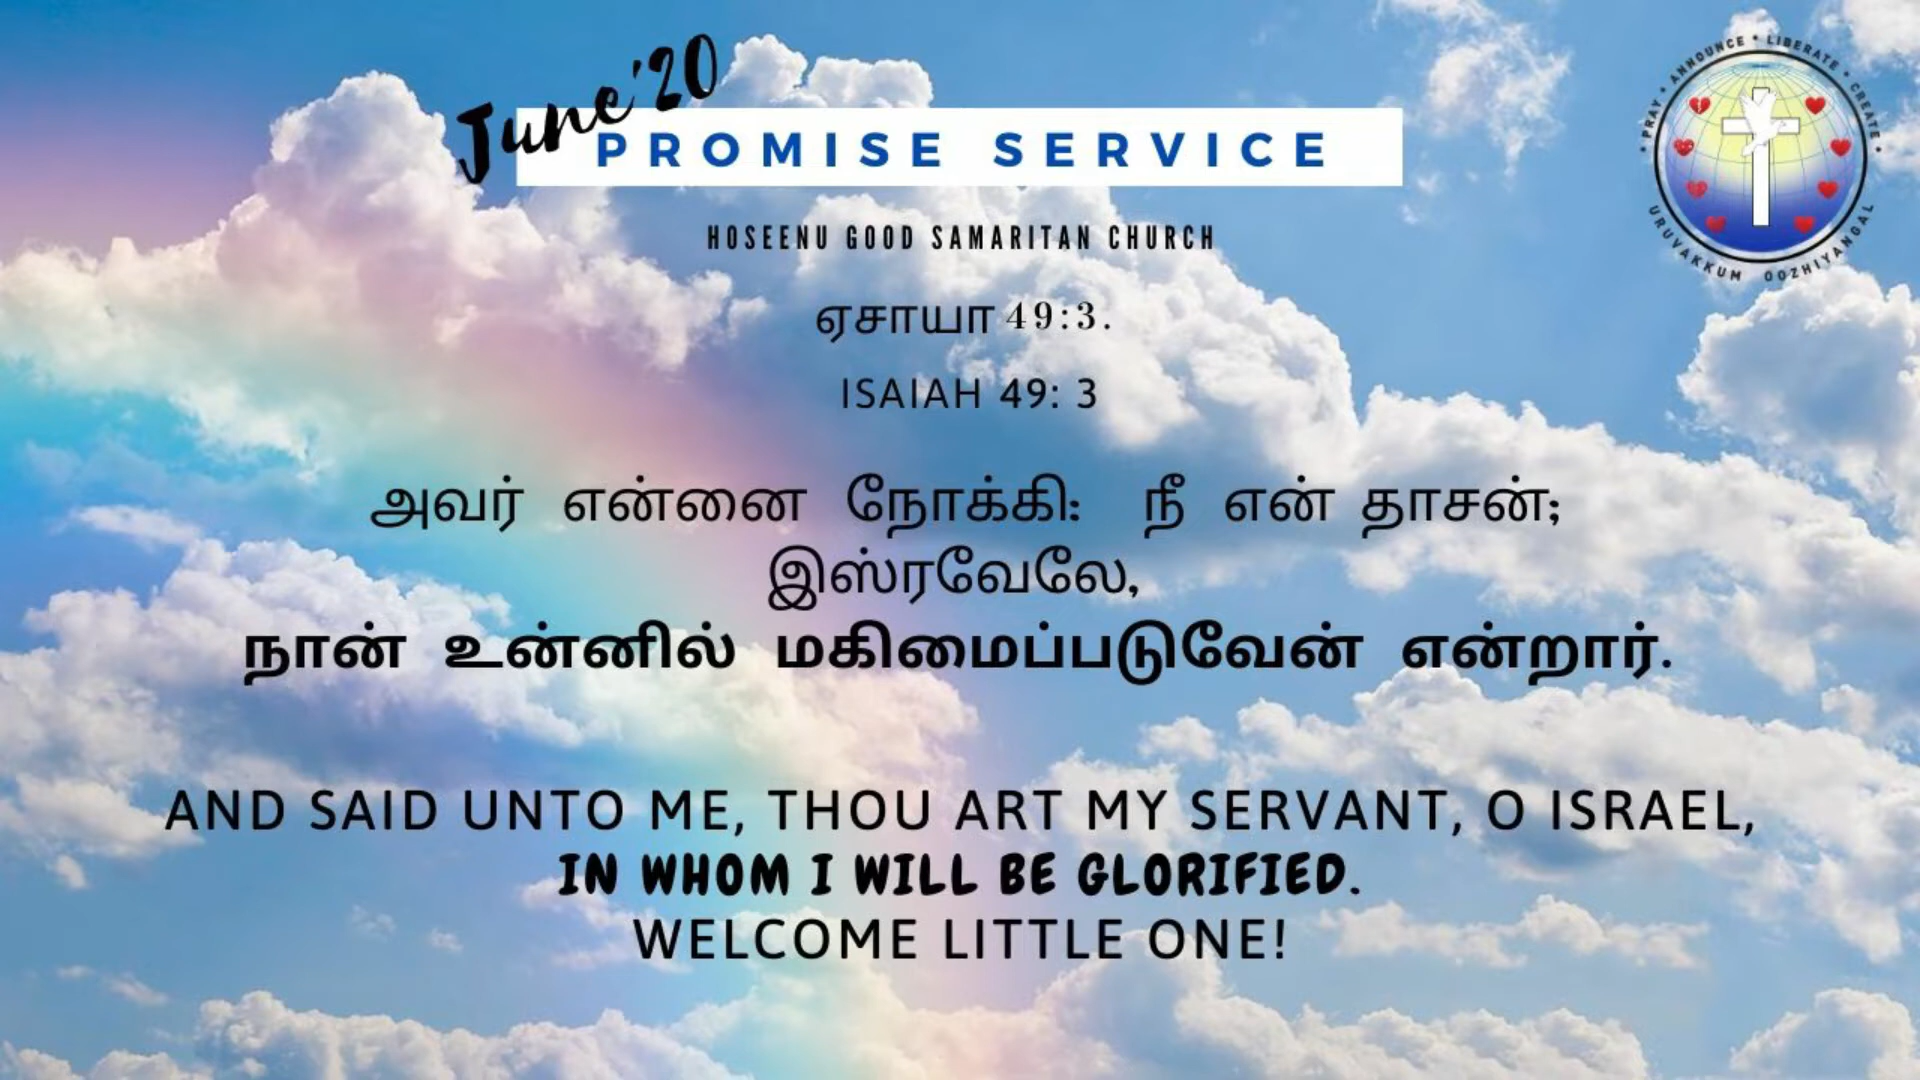 June'20
PROMISE SERVICE
HOSEENU GOOD SAMARITAN CHURCH
• PRAY • ANNOUNCE • LIBERATE • CREATE •
URUVAKKUM OOZHIYANGAL
ஏசாயா 49:3.
ISAIAH 49: 3
அவர் என்னை நோக்கி: நீ என் தாசன்;
இஸ்ரவேலே,
நான் உன்னில் மகிமைப்படுவேன் என்றார்.
AND SAID UNTO ME, THOU ART MY SERVANT, O ISRAEL,
IN WHOM I WILL BE GLORIFIED.
WELCOME LITTLE ONE!